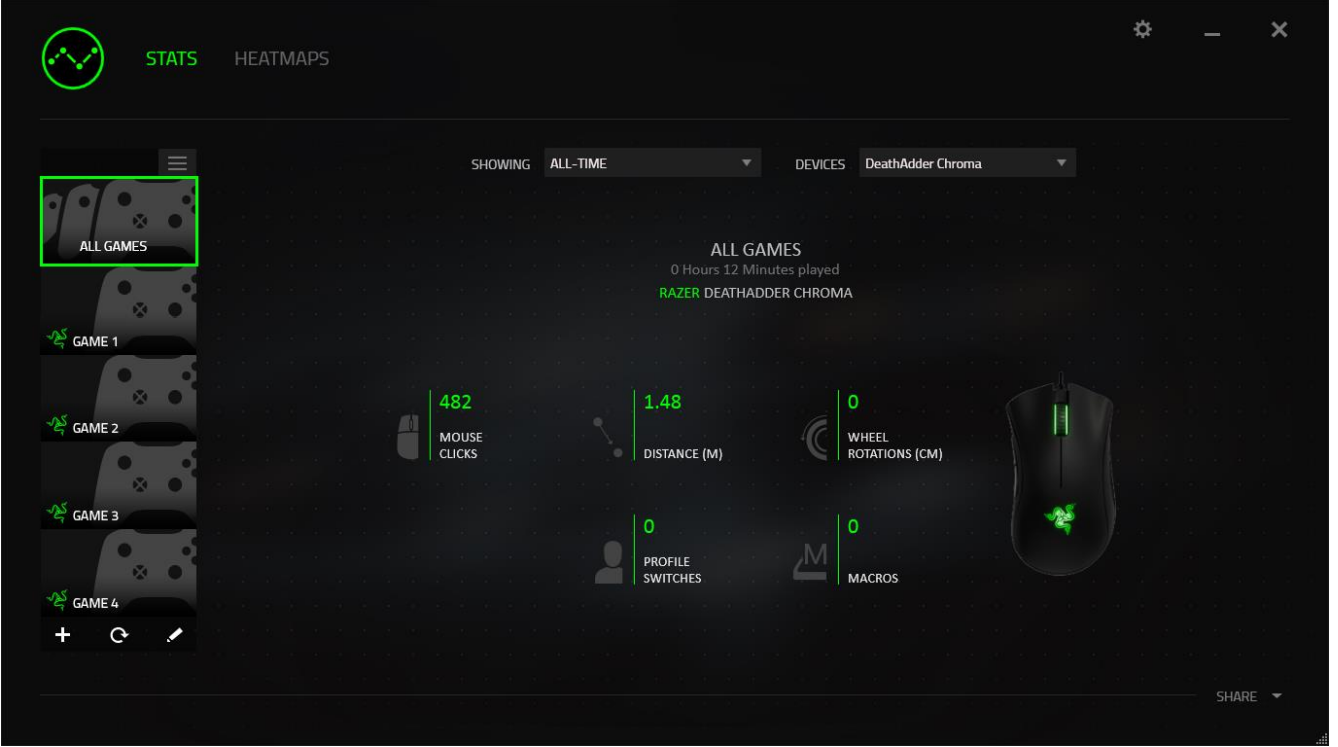 STATS HEATMAPS
SHOWING ALL-TIME DEVICES DeathAdder Chroma
ALL GAMES
GAME 1
GAME 2
GAME 3
GAME 4
ALL GAMES
0 Hours 12 Minutes played
RAZER DEATHADDER CHROMA
482
MOUSE
CLICKS
1.48
DISTANCE (M)
0
WHEEL
ROTATIONS (CM)
0
PROFILE
SWITCHES
M
0
MACROS
SHARE